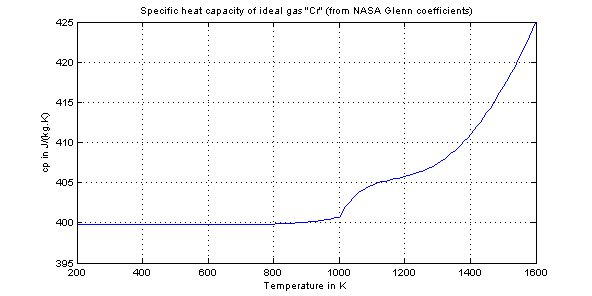 Specific heat capacity of ideal gas "Cr" (from NASA Glenn coefficients)
425
420
415
410
405
400
395
cp in J/(kg.K)
200 400 600 800 1000 1200 1400 1600
Temperature in K